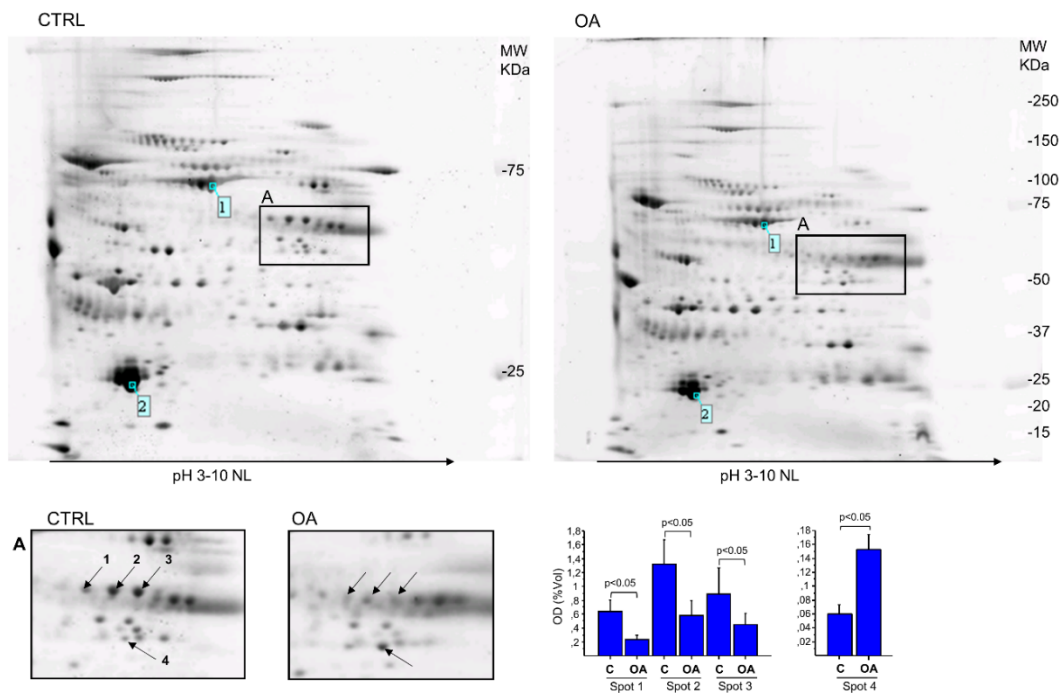 CTRL
MW
KDa
-75
-25
A
1
2
pH 3-10 NL
OA
MW
KDa
-250
-150
-100
-75
-50
-37
-25
-20
-15
A
1
2
pH 3-10 NL
A
CTRL
1 2 3
4
OA
OD (%Vol)
1,8
1,6
1,4
1,2
1
,8
,6
,4
,2
p<0.05
p<0.05
p<0.05
C OA C OA C OA
Spot 1 Spot 2 Spot 3
,18
,16
,14
,12
,1
,08
,06
,04
,02
p<0.05
C OA
Spot 4